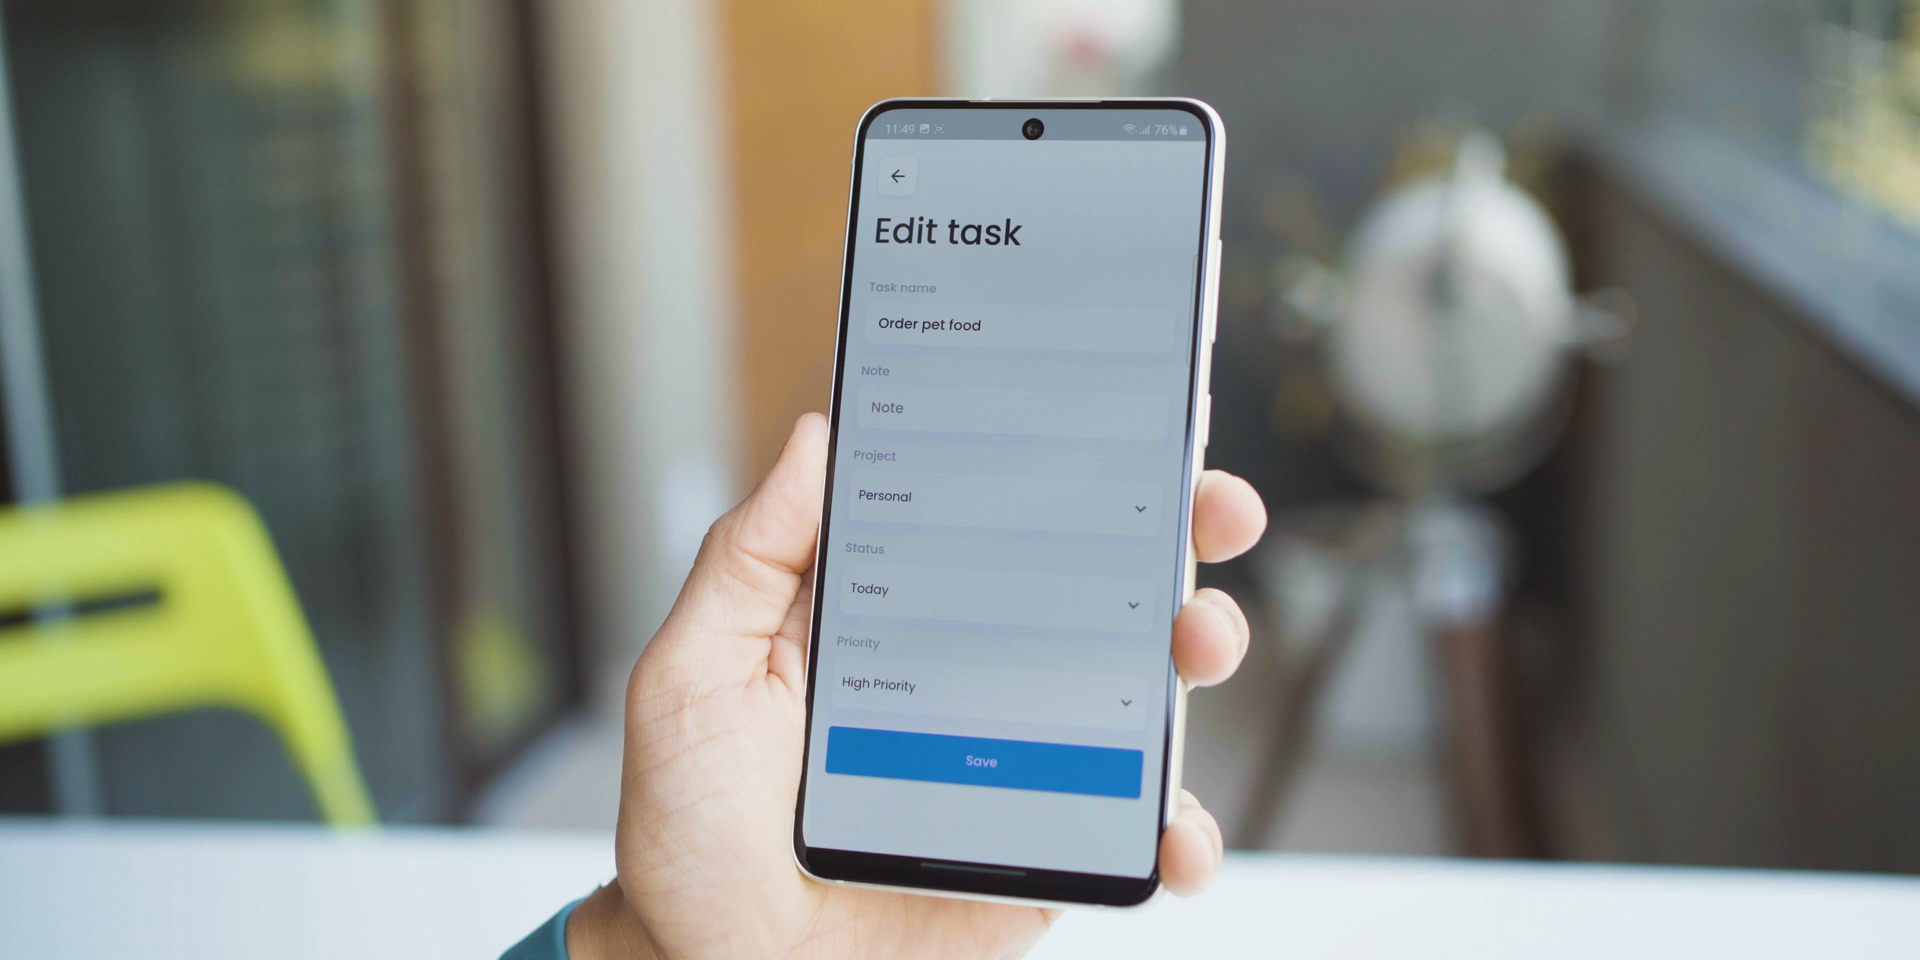 11:49 76%
Edit task
Task name
Order pet food
Note
Note
Project
Personal
Status
Today
Priority
High Priority
Save